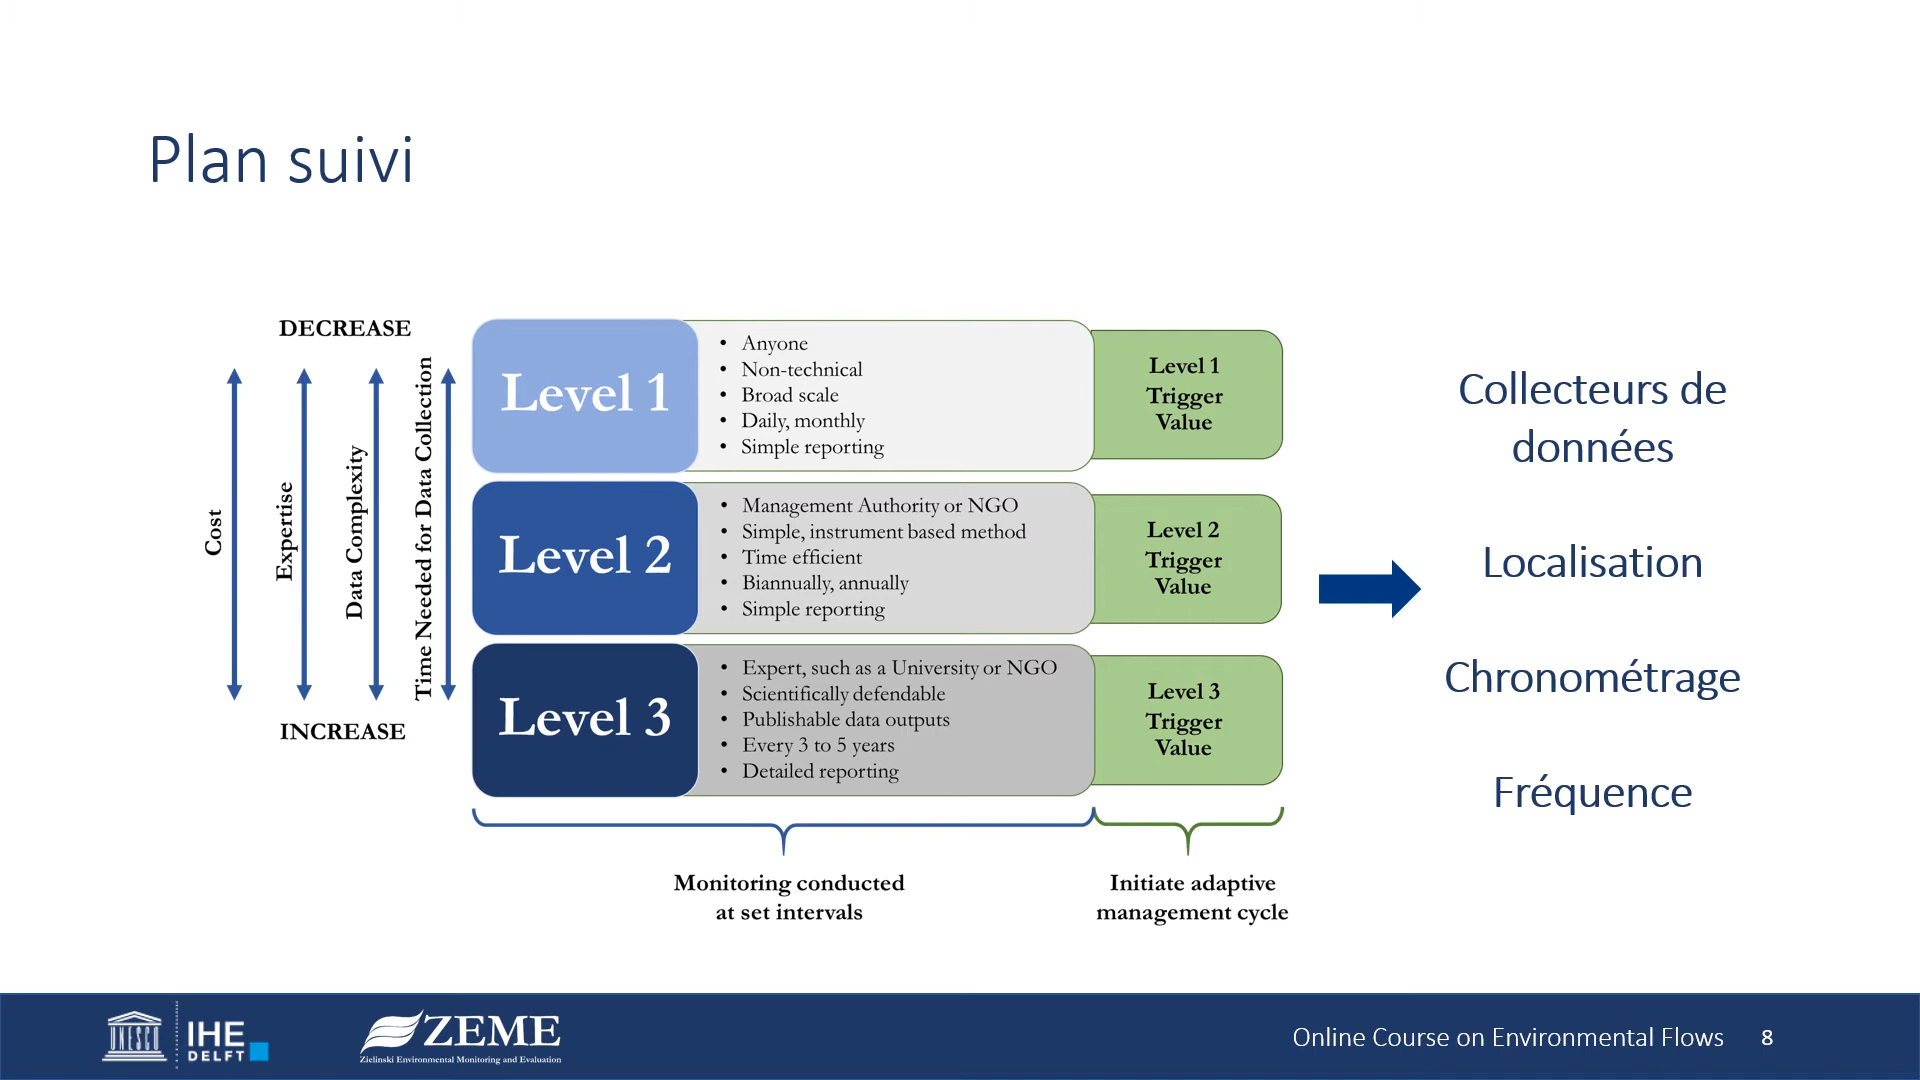 Plan suivi
DECREASE
Cost
Expertise
Data Complexity
Time Needed for Data Collection
INCREASE
Level 1
• Anyone
• Non-technical
• Broad scale
• Daily, monthly
• Simple reporting
Level 1
Trigger
Value
Level 2
• Management Authority or NGO
• Simple, instrument based method
• Time efficient
• Biannually, annually
• Simple reporting
Level 2
Trigger
Value
Level 3
• Expert, such as a University or NGO
• Scientifically defendable
• Publishable data outputs
• Every 3 to 5 years
• Detailed reporting
Level 3
Trigger
Value
Monitoring conducted
at set intervals
Initiate adaptive
management cycle
Collecteurs de
données
Localisation
Chronométrage
Fréquence
UNESCO
IHE
DELFT
ZEME
Zielinski Environmental Monitoring and Evaluation
Online Course on Environmental Flows
8